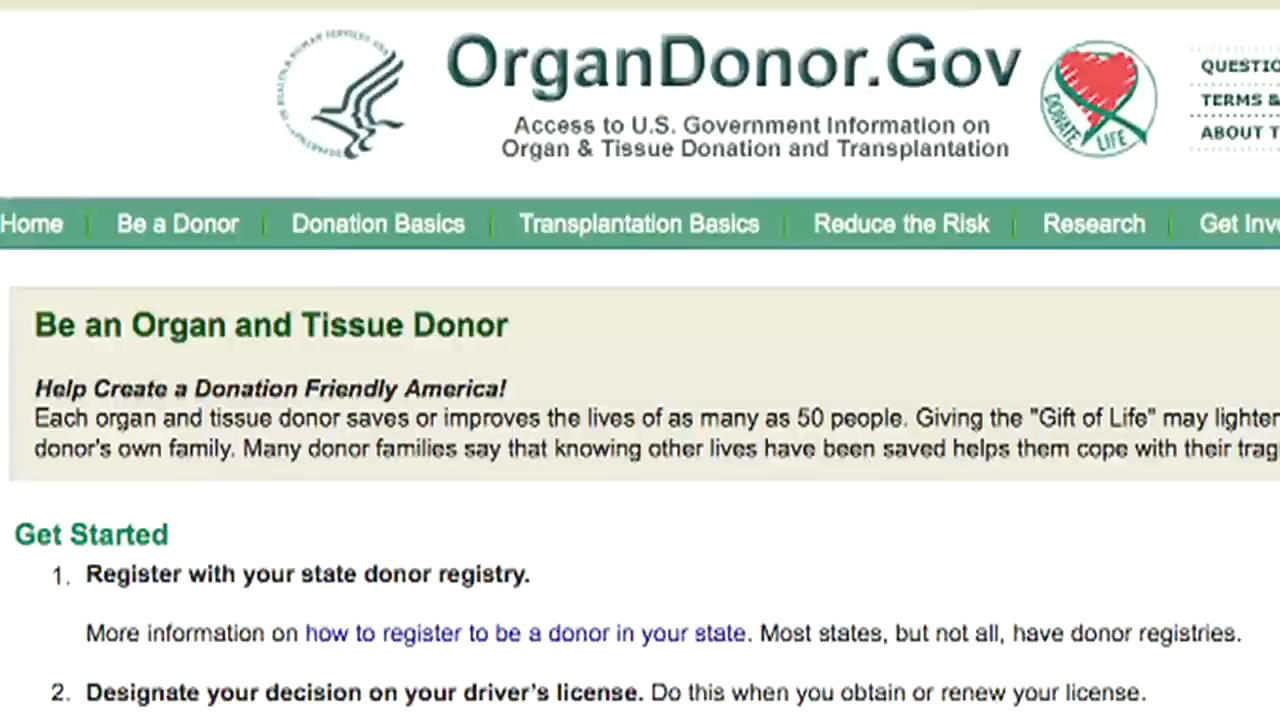 OrganDonor.Gov
Access to U.S. Government Information on
Organ & Tissue Donation and Transplantation
DONATE LIFE
QUESTIO
TERMS &
ABOUT T
Home Be a Donor Donation Basics Transplantation Basics Reduce the Risk Research Get Inv
Be an Organ and Tissue Donor
Help Create a Donation Friendly America!
Each organ and tissue donor saves or improves the lives of as many as 50 people. Giving the "Gift of Life" may lighten
donor's own family. Many donor families say that knowing other lives have been saved helps them cope with their trag
Get Started
1. Register with your state donor registry.
More information on how to register to be a donor in your state. Most states, but not all, have donor registries.
2. Designate your decision on your driver's license. Do this when you obtain or renew your license.